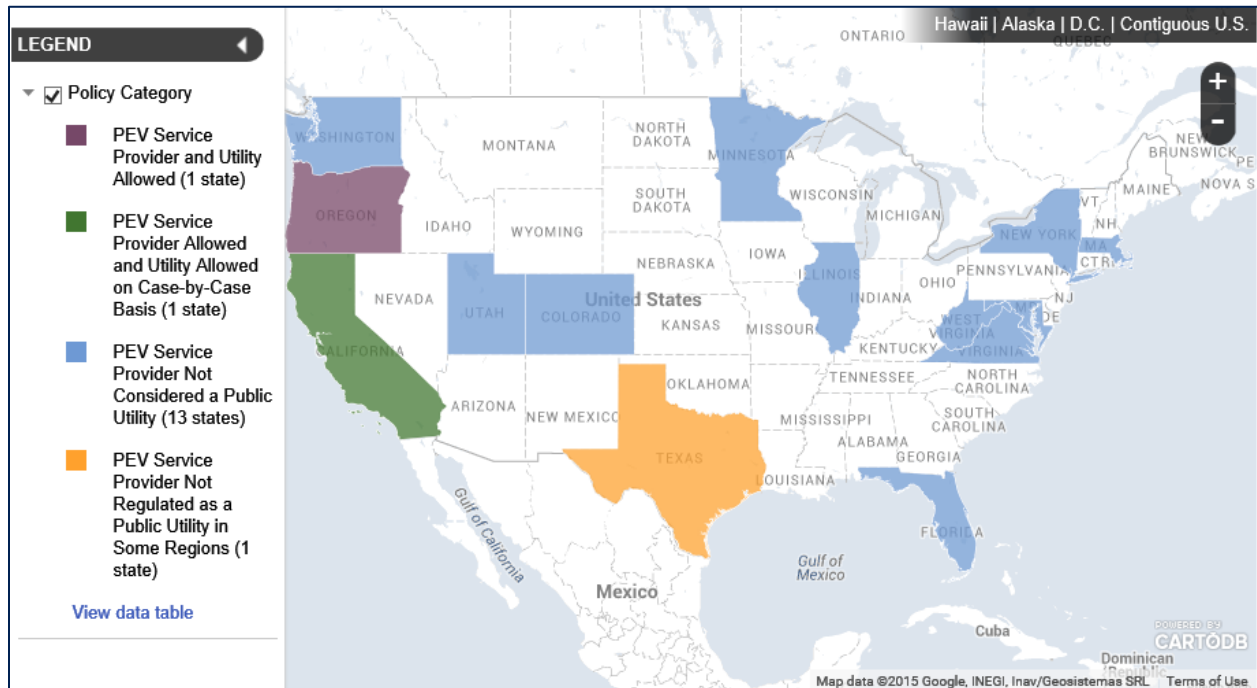 LEGEND
Policy Category
PEV Service
Provider and Utility
Allowed (1 state)
PEV Service
Provider Allowed
and Utility Allowed
on Case-by-Case
Basis (1 state)
PEV Service
Provider Not
Considered a Public
Utility (13 states)
PEV Service
Provider Not
Regulated as a
Public Utility in
Some Regions (1
state)
View data table
Hawaii | Alaska | D.C. | Contiguous U.S.
ONTARIO
QUEBEC
+
-
WASHINGTON
MONTANA
NORTH
DAKOTA
MINNESOTA
NEW
BRUNSWICK
PE
NOVA S
MAINE
OREGON
IDAHO
WYOMING
SOUTH
DAKOTA
WISCONSIN
MICHIGAN
VT
NH
NEW YORK
MA
CT
R
NEBRASKA
IOWA
ILLINOIS
INDIANA
OHIO
PENNSYLVANIA
NJ
NEVADA
UTAH
COLORADO
United States
KANSAS
MISSOURI
KENTUCKY
WEST
VIRGINIA
VIRGINIA
MD
DE
CALIFORNIA
ARIZONA
NEW MEXICO
OKLAHOMA
TENNESSEE
NORTH
CAROLINA
MISSISSIPPI
ALABAMA
SOUTH
CAROLINA
GEORGIA
TEXAS
LOUISIANA
FLORIDA
Gulf of California
Gulf of
Mexico
Mexico
Cuba
Dominican
Republic
POWERED BY
CARTODB
Map data ©2015 Google, INEGI, Inav/Geosistemas SRL
Terms of Use